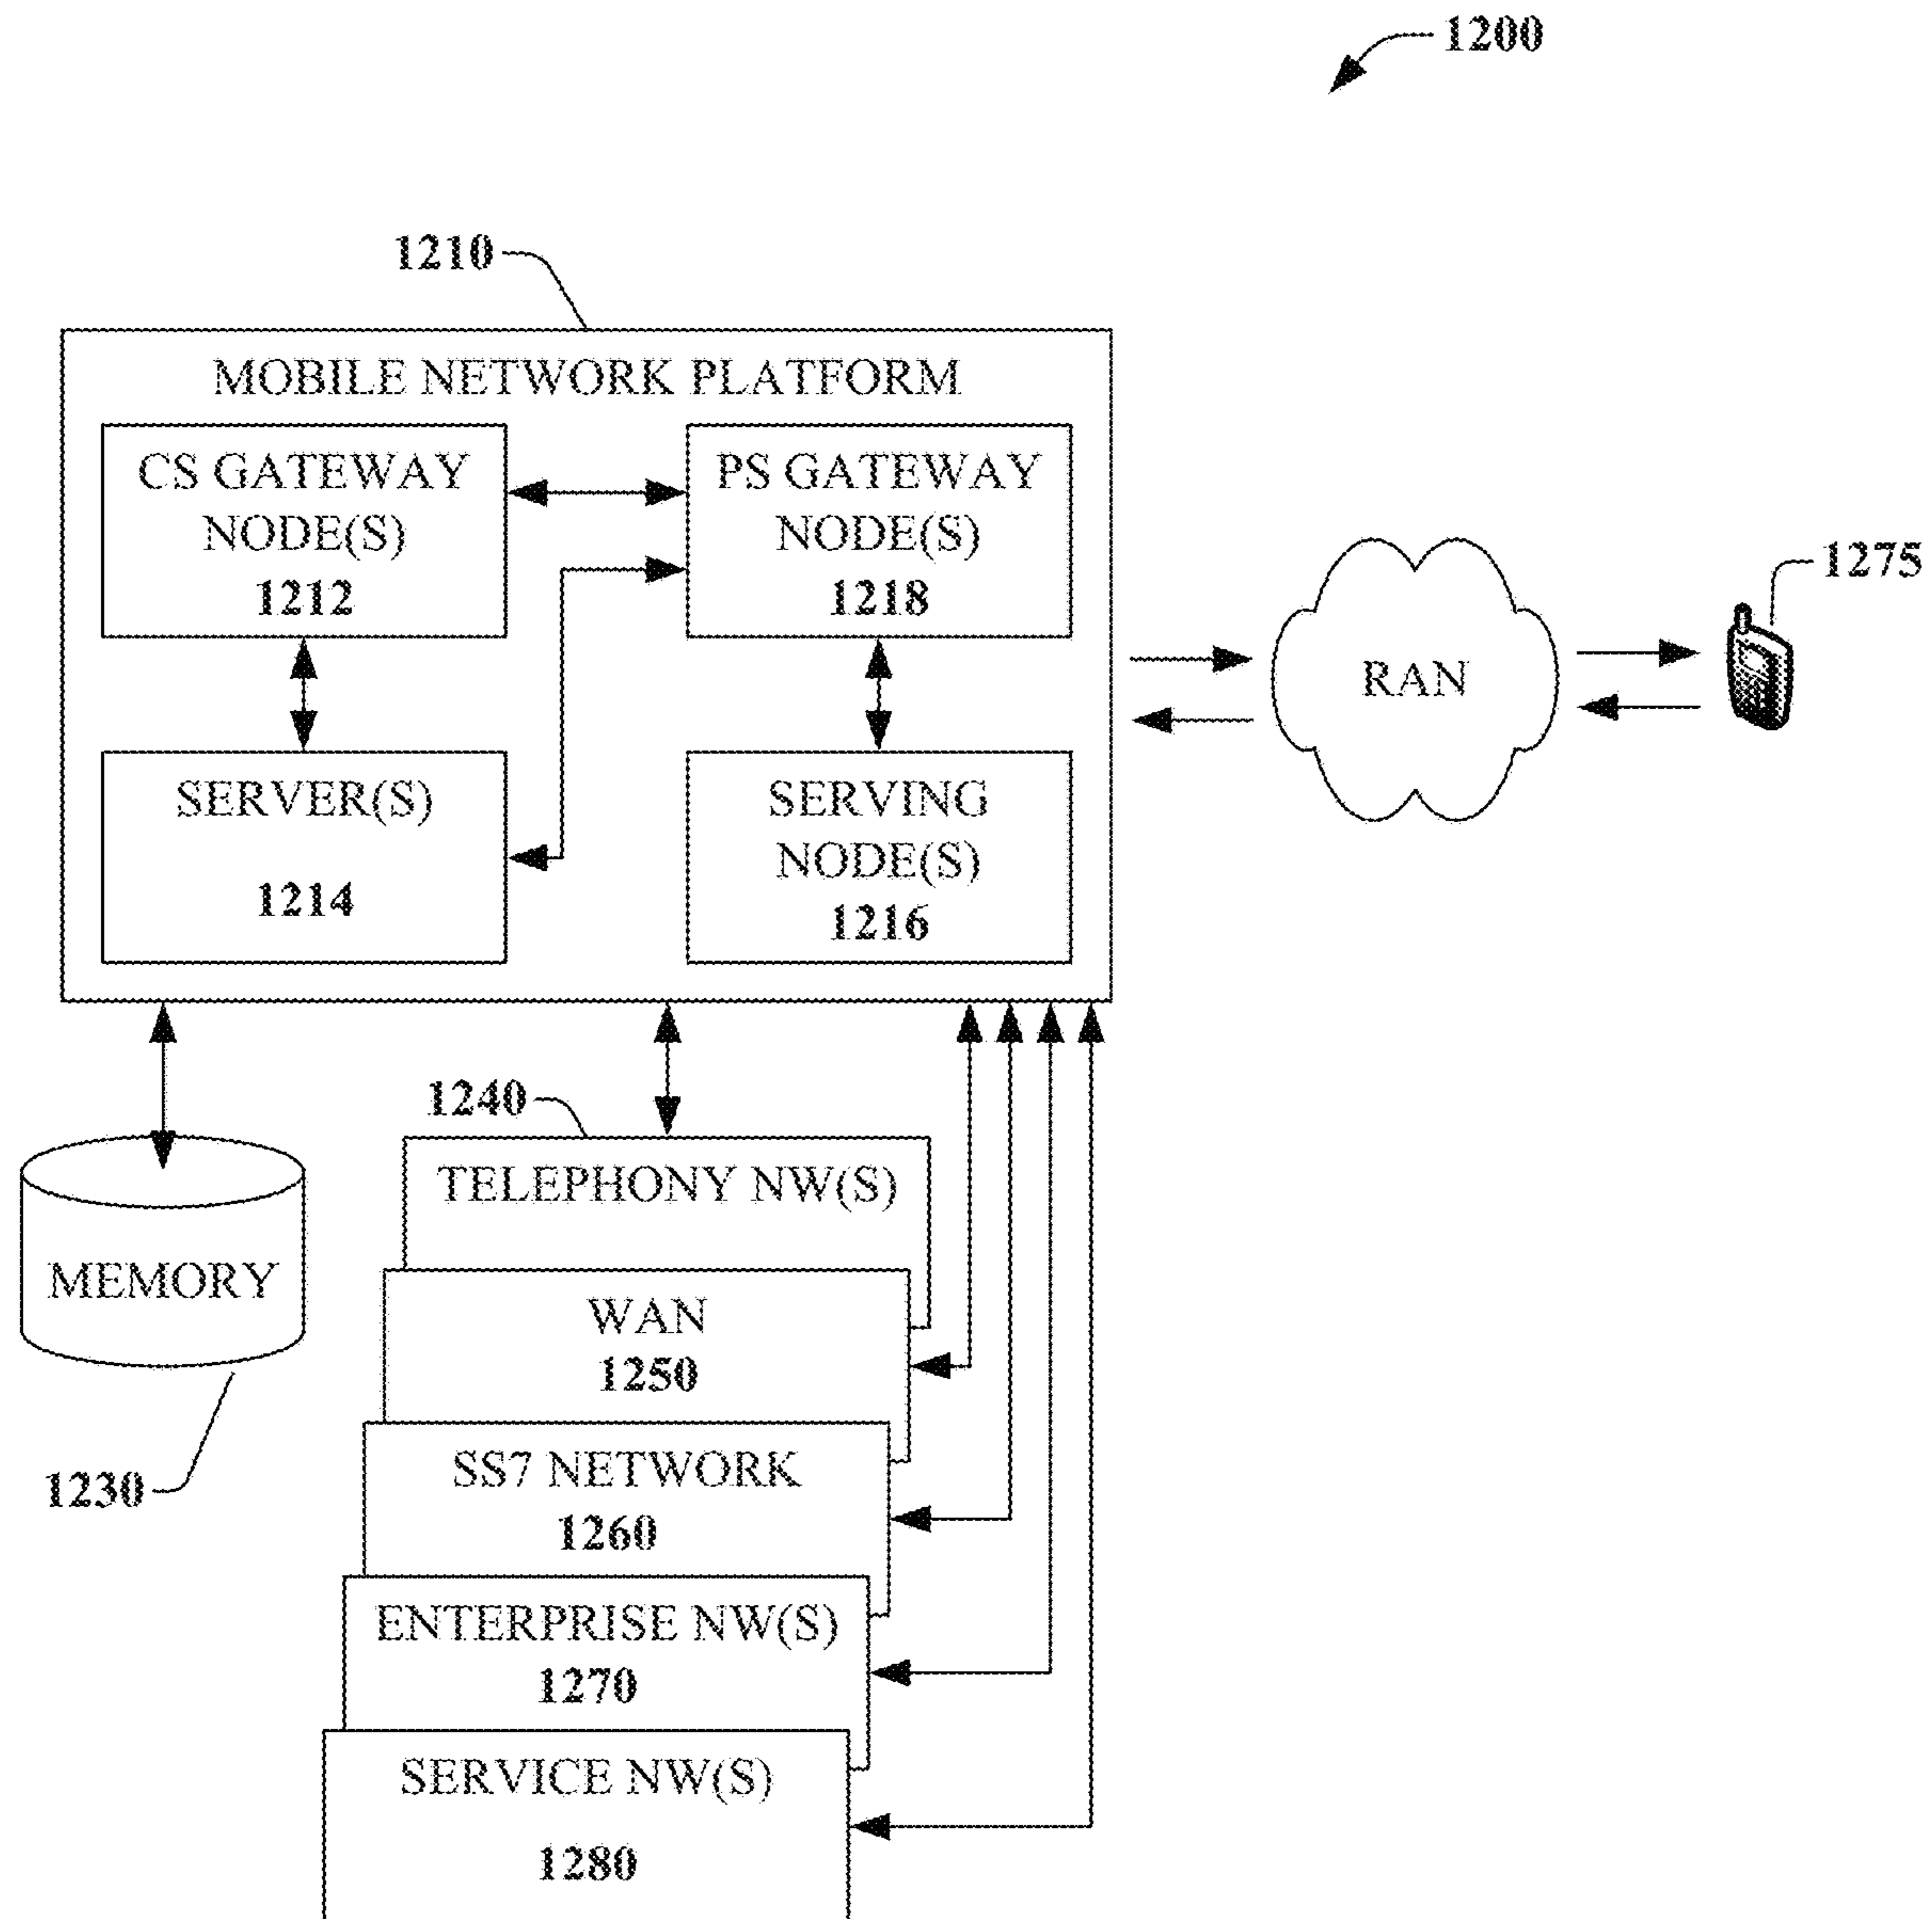 1200
1210
MOBILE NETWORK PLATFORM
CS GATEWAY
NODE(S)
1212
PS GATEWAY
NODE(S)
1218
SERVER(S)
1214
SERVING
NODE(S)
1216
RAN
1275
1240
TELEPHONY NW(S)
MEMORY
1230
WAN
1250
SS7 NETWORK
1260
ENTERPRISE NW(S)
1270
SERVICE NW(S)
1280